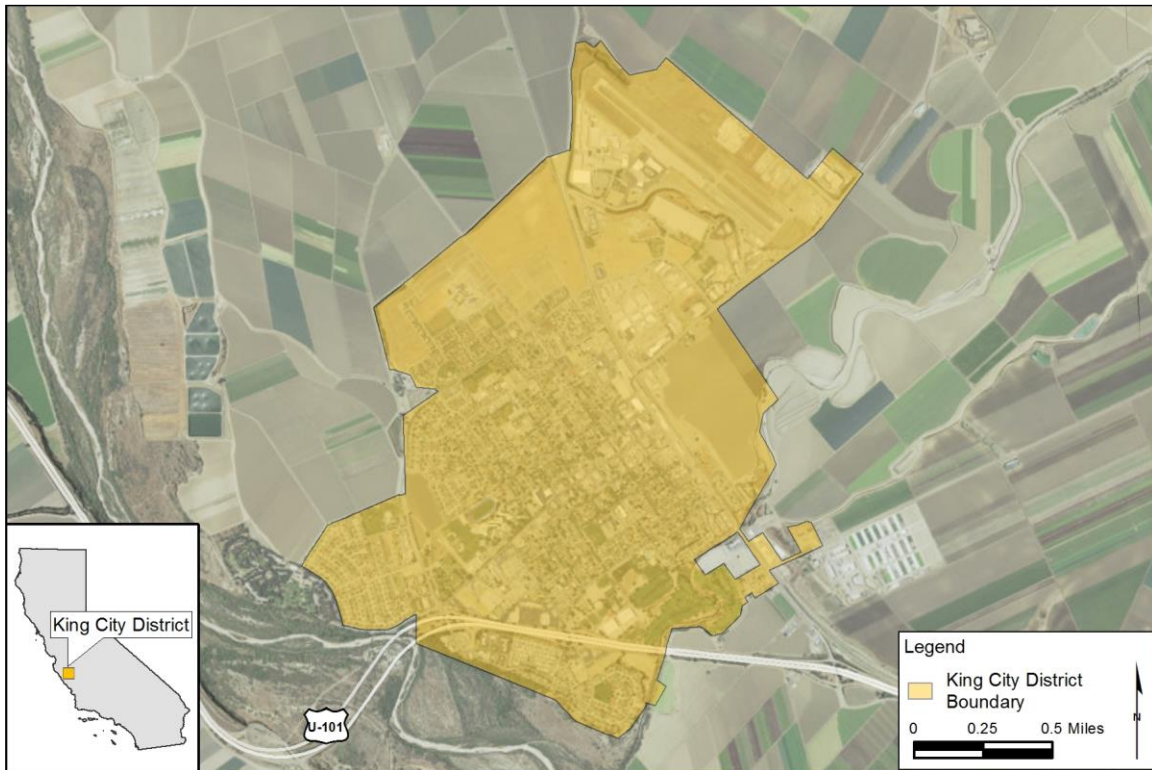 King City District
U-101
Legend
King City District
Boundary
0 0.25 0.5 Miles
N